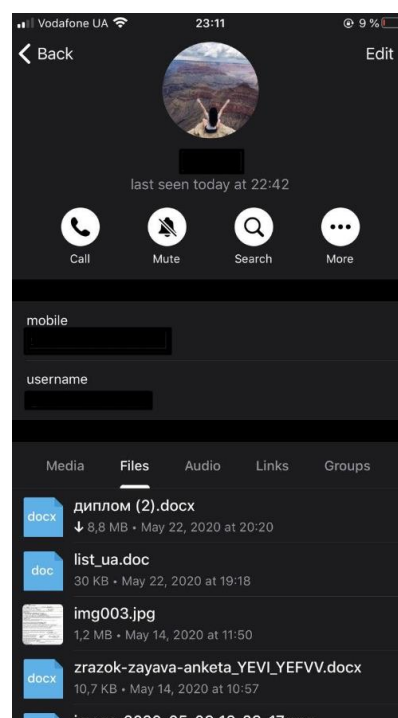 Vodafone UA 23:11 9 %
Back Edit
last seen today at 22:42
Call Mute Search More
mobile
username
Media Files Audio Links Groups
docx диплом (2).docx
8,8 MB • May 22, 2020 at 20:20
doc list_ua.doc
30 KB • May 22, 2020 at 19:18
img003.jpg
1,2 MB • May 14, 2020 at 11:50
docx zrazok-zayava-anketa_YEVI_YEFVV.docx
10,7 KB • May 14, 2020 at 10:57